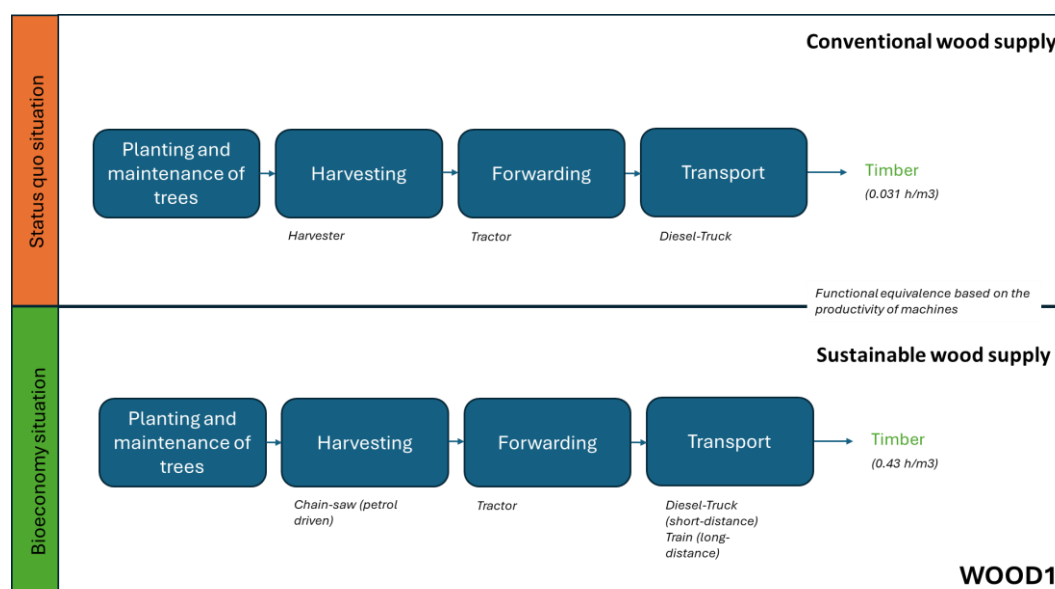 Status quo situation
Conventional wood supply
Planting and
maintenance of
trees
Harvesting
Forwarding
Transport
Timber
(0.031 h/m3)
Harvester
Tractor
Diesel-Truck
Functional equivalence based on the
productivity of machines
Bioeconomy situation
Sustainable wood supply
Planting and
maintenance of
trees
Harvesting
Forwarding
Transport
Timber
(0.43 h/m3)
Chain-saw (petrol
driven)
Tractor
Diesel-Truck
(short-distance)
Train (long-
distance)
WOOD1